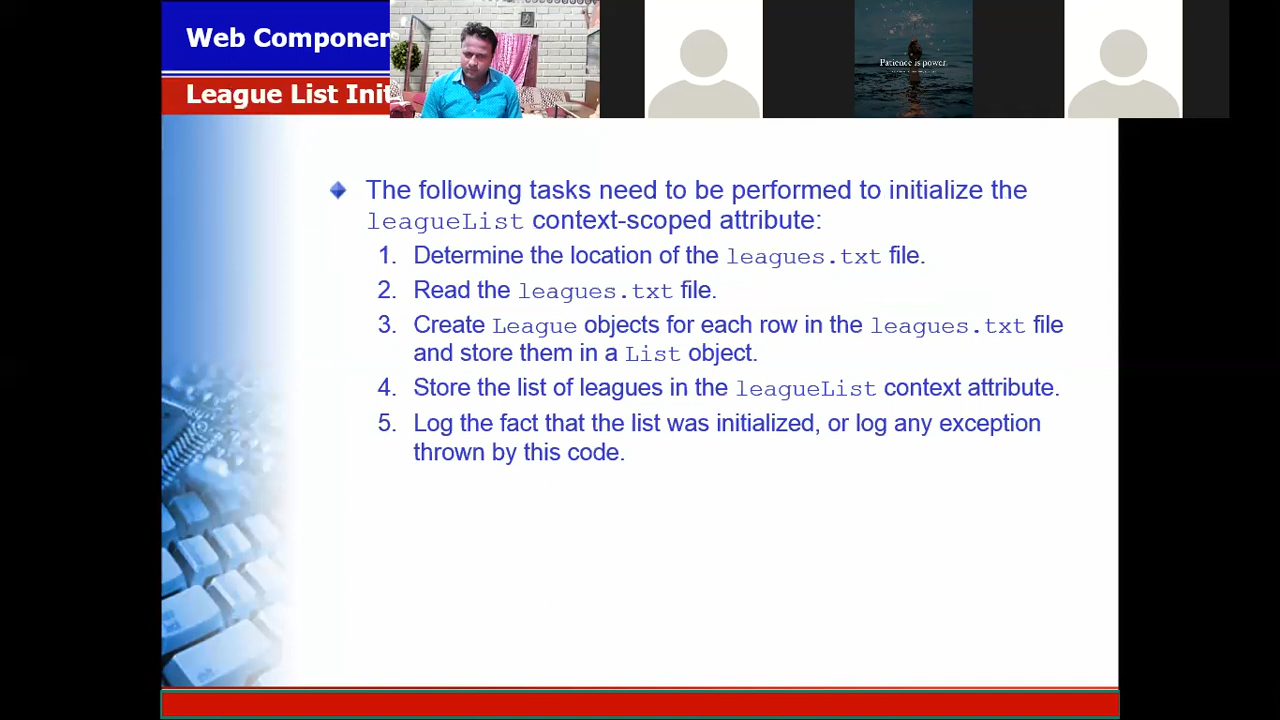 Web Componen
League List Init
Patience is power.
The following tasks need to be performed to initialize the
leagueList context-scoped attribute:
1. Determine the location of the leagues.txt file.
2. Read the leagues.txt file.
3. Create League objects for each row in the leagues.txt file
and store them in a List object.
4. Store the list of leagues in the leagueList context attribute.
5. Log the fact that the list was initialized, or log any exception
thrown by this code.